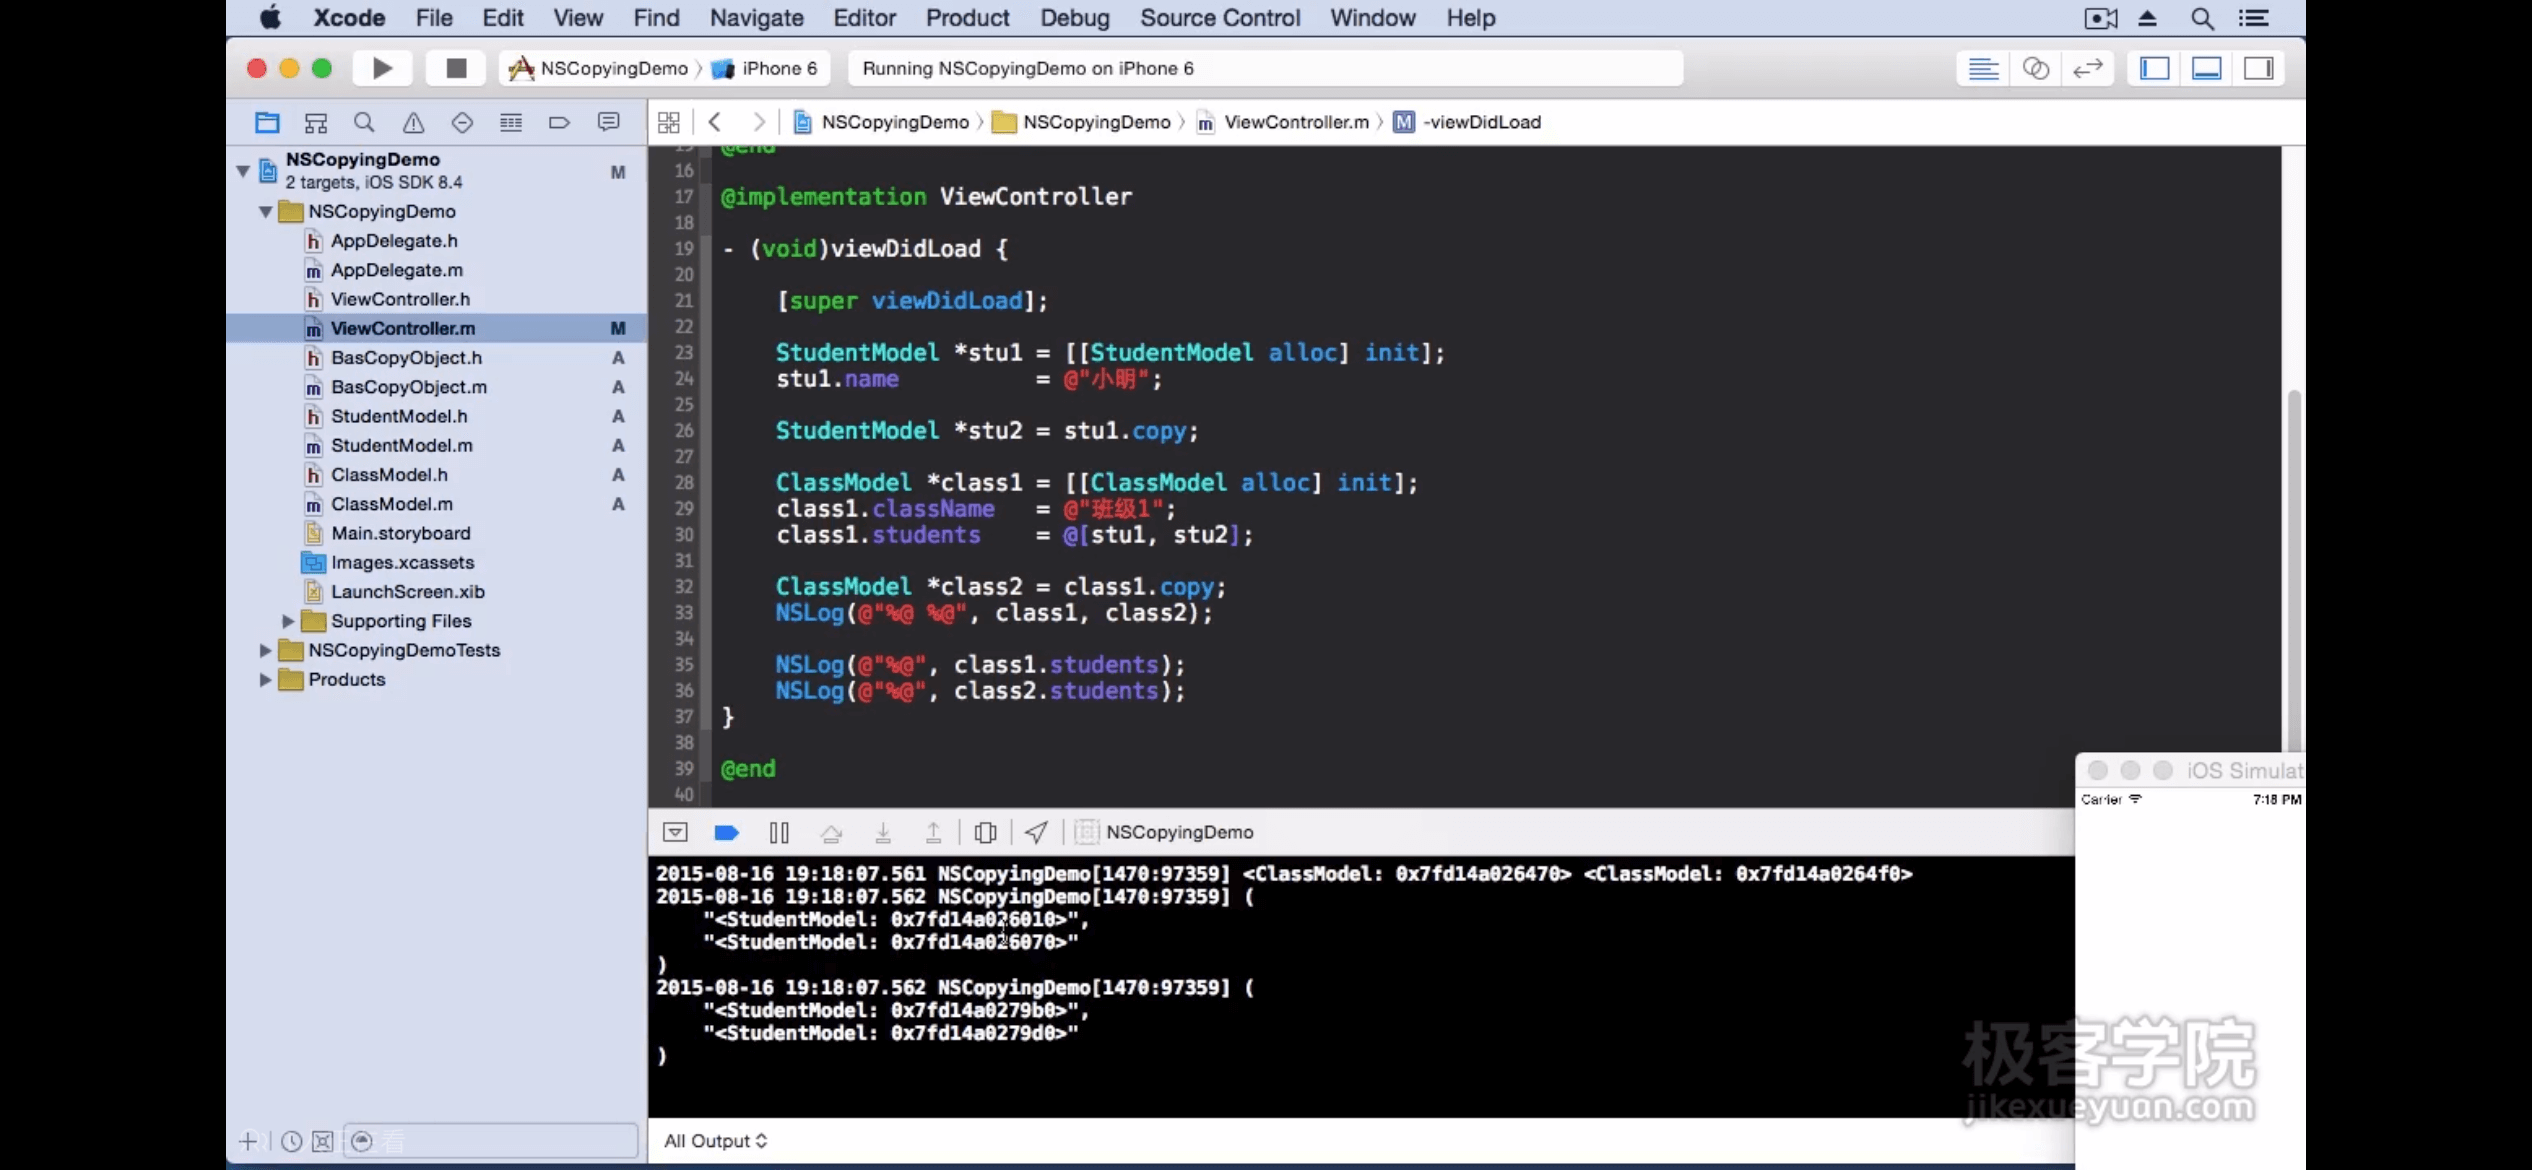 Xcode File Edit View Find Navigate Editor Product Debug Source Control Window Help
NSCopyingDemo iPhone 6 Running NSCopyingDemo on iPhone 6
NSCopyingDemo NSCopyingDemo ViewController.m M -viewDidLoad
NSCopyingDemo
2 targets, iOS SDK 8.4 M
NSCopyingDemo
h AppDelegate.h
m AppDelegate.m
h ViewController.h
m ViewController.m M
h BasCopyObject.h A
m BasCopyObject.m A
h StudentModel.h A
m StudentModel.m A
h ClassModel.h A
m ClassModel.m A
Main.storyboard
Images.xcassets
LaunchScreen.xib
Supporting Files
NSCopyingDemoTests
Products
15 @end
16
17 @implementation ViewController
18
19 - (void)viewDidLoad {
20
21 [super viewDidLoad];
22
23 StudentModel *stu1 = [[StudentModel alloc] init];
24 stu1.name = @"小明";
25
26 StudentModel *stu2 = stu1.copy;
27
28 ClassModel *class1 = [[ClassModel alloc] init];
29 class1.className = @"班级1";
30 class1.students = @[stu1, stu2];
31
32 ClassModel *class2 = class1.copy;
33 NSLog(@"%@ %@", class1, class2);
34
35 NSLog(@"%@", class1.students);
36 NSLog(@"%@", class2.students);
37 }
38
39 @end
40
iOS Simulat
Carrier 7:18 PM
NSCopyingDemo
2015-08-16 19:18:07.561 NSCopyingDemo[1470:97359] <ClassModel: 0x7fd14a026470> <ClassModel: 0x7fd14a0264f0>
2015-08-16 19:18:07.562 NSCopyingDemo[1470:97359] (
"<StudentModel: 0x7fd14a026010>",
"<StudentModel: 0x7fd14a026070>"
)
2015-08-16 19:18:07.562 NSCopyingDemo[1470:97359] (
"<StudentModel: 0x7fd14a0279b0>",
"<StudentModel: 0x7fd14a0279d0>"
)
极客学院
jikexueyuan.com
All Output